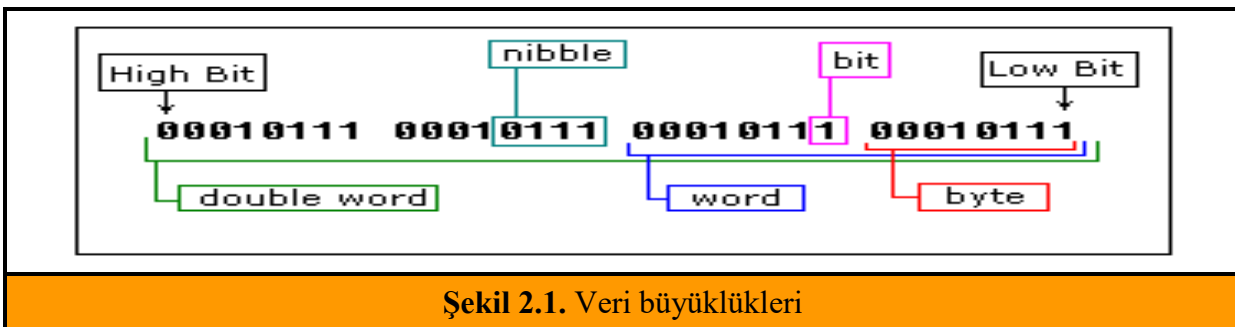 nibble
bit
High Bit
Low Bit
00010111 00010111 00010111 00010111
double word
word
byte
Şekil 2.1. Veri büyüklükleri